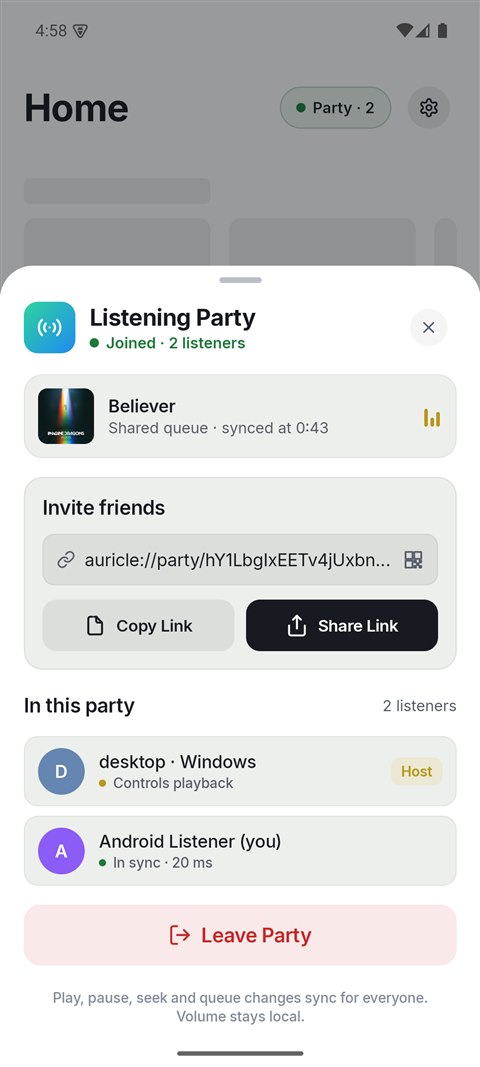 4:58
Home
Party · 2
Listening Party
Joined · 2 listeners
IMAGINE DRAGONS
Believer
Shared queue · synced at 0:43
Invite friends
auricle://party/hY1LbgIxEETv4jUxbn...
Copy Link
Share Link
In this party
2 listeners
D
desktop · Windows
Controls playback
Host
A
Android Listener (you)
In sync · 20 ms
Leave Party
Play, pause, seek and queue changes sync for everyone.
Volume stays local.